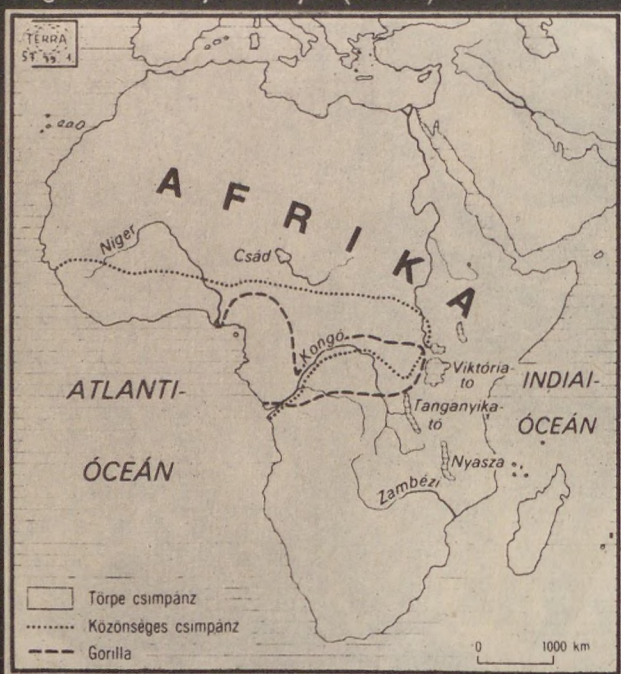 TERRA
A F R I K A
Niger
Csád
Kongó
Viktória-
tó
Tanganyika-
tó
Nyasza
Zambézi
ATLANTI-
ÓCEÁN
INDIAI-
ÓCEÁN
Törpe csimpánz
Közönséges csimpánz
Gorilla
0 1000 km